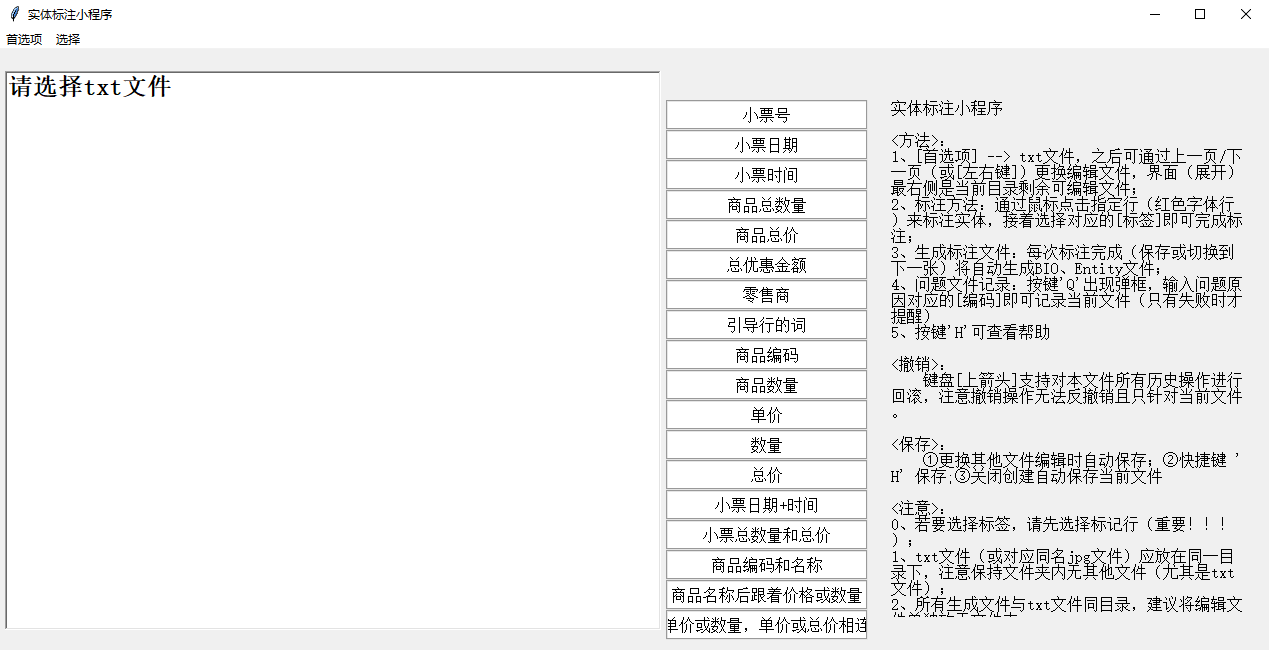 实体标注小程序
首选项 选择
请选择txt文件
小票号
小票日期
小票时间
商品总数量
商品总价
总优惠金额
零售商
引导行的词
商品编码
商品数量
单价
数量
总价
小票日期+时间
小票总数量和总价
商品编码和名称
商品名称后跟着价格或数量
单价或数量，单价或总价相连
实体标注小程序
<方法>：
1、[首选项] --> txt文件，之后可通过上一页/下
一页（或[左右键]）更换编辑文件，界面（展开）
最右侧是当前目录剩余可编辑文件；
2、标注方法：通过鼠标点击指定行（红色字体行
）来标注实体，接着选择对应的[标签]即可完成标
注；
3、生成标注文件：每次标注完成（保存或切换到
下一张）将自动生成BIO、Entity文件；
4、问题文件记录：按键'Q'出现弹框，输入问题原
因对应的[编码]即可记录当前文件（只有失败时才
提醒）
5、按键'H'可查看帮助
<撤销>：
键盘[上箭头]支持对本文件所有历史操作进行
回滚，注意撤销操作无法反撤销且只针对当前文件
。
<保存>：
①更换其他文件编辑时自动保存；②快捷键 '
H' 保存;③关闭创建自动保存当前文件
<注意>：
0、若要选择标签，请先选择标记行（重要！！！
）；
1、txt文件（或对应同名jpg文件）应放在同一目
录下，注意保持文件夹内无其他文件（尤其是txt
文件）；
2、所有生成文件与txt文件同目录，建议将编辑文